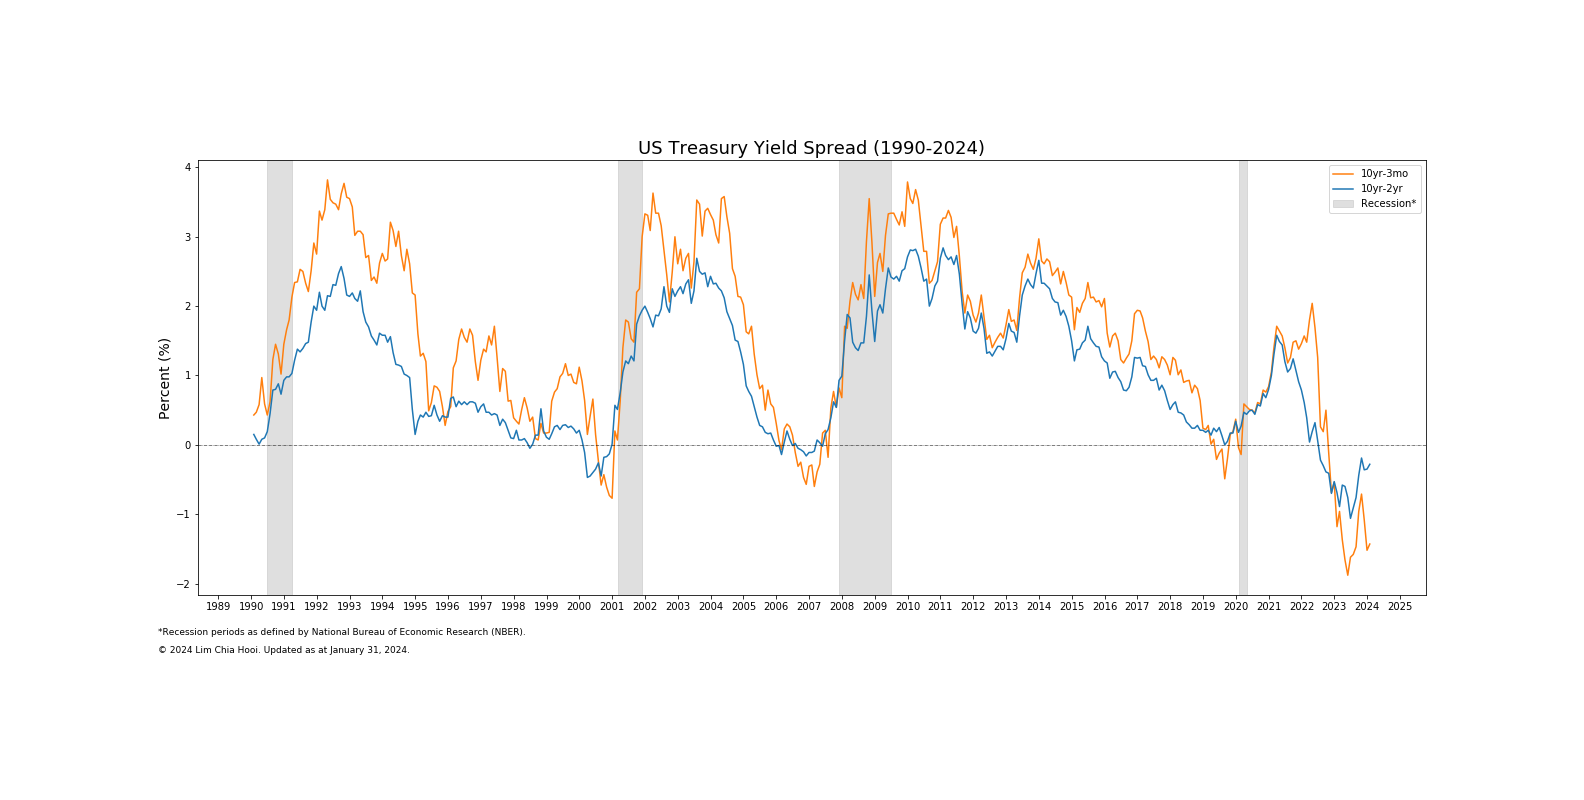 US Treasury Yield Spread (1990-2024)
4
3
2
1
0
−1
−2
Percent (%)
10yr-3mo
10yr-2yr
Recession*
1989 1990 1991 1992 1993 1994 1995 1996 1997 1998 1999 2000 2001 2002 2003 2004 2005 2006 2007 2008 2009 2010 2011 2012 2013 2014 2015 2016 2017 2018 2019 2020 2021 2022 2023 2024 2025
*Recession periods as defined by National Bureau of Economic Research (NBER).
© 2024 Lim Chia Hooi. Updated as at January 31, 2024.